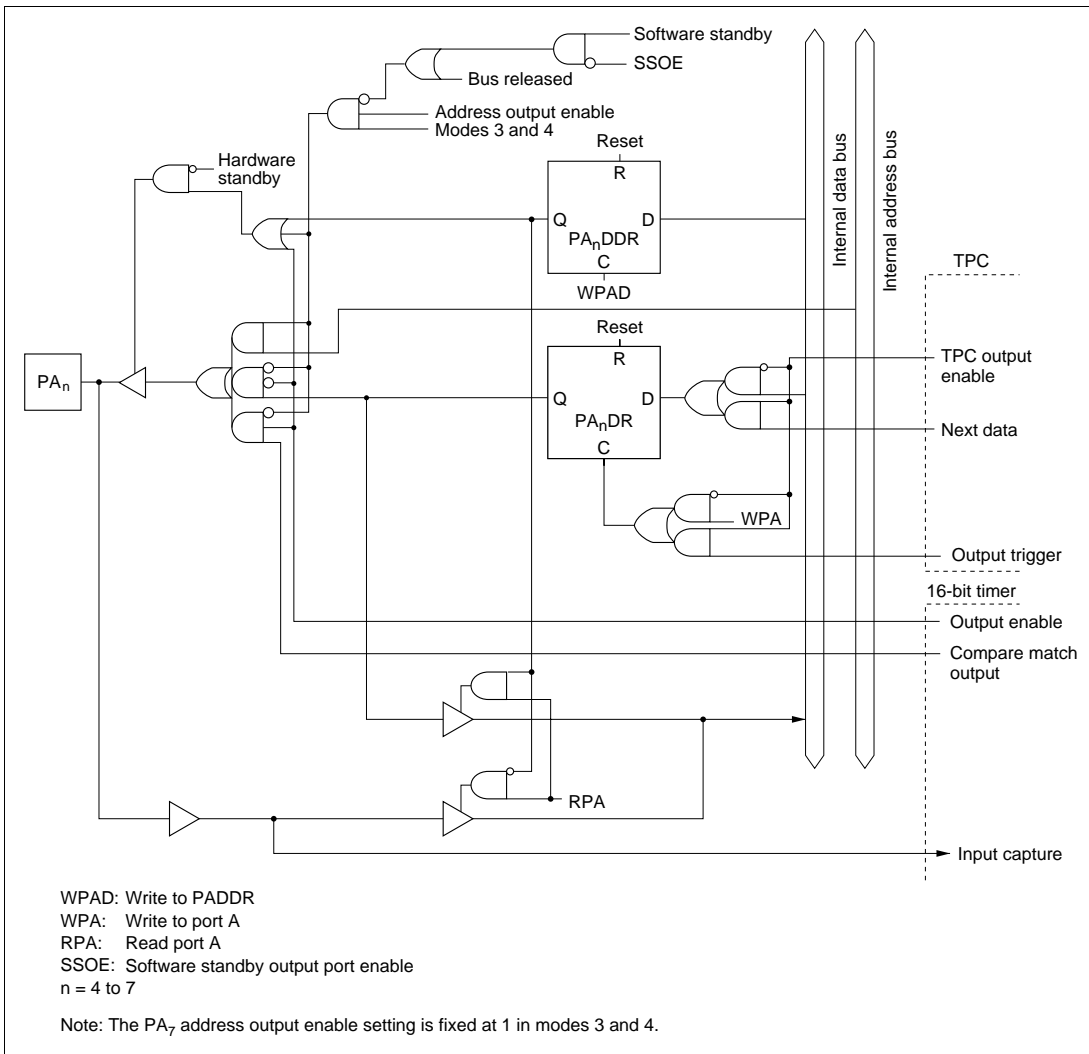 Software standby
SSOE
Bus released
Address output enable
Modes 3 and 4
Hardware
standby
Reset
R
Q
D
PAnDDR
C
WPAD
Internal data bus
Internal address bus
TPC
Reset
R
PAn
Q
D
PAnDR
C
TPC output
enable
Next data
WPA
Output trigger
16-bit timer
Output enable
Compare match
output
RPA
Input capture
WPAD: Write to PADDR
WPA: Write to port A
RPA: Read port A
SSOE: Software standby output port enable
n = 4 to 7
Note: The PA7 address output enable setting is fixed at 1 in modes 3 and 4.